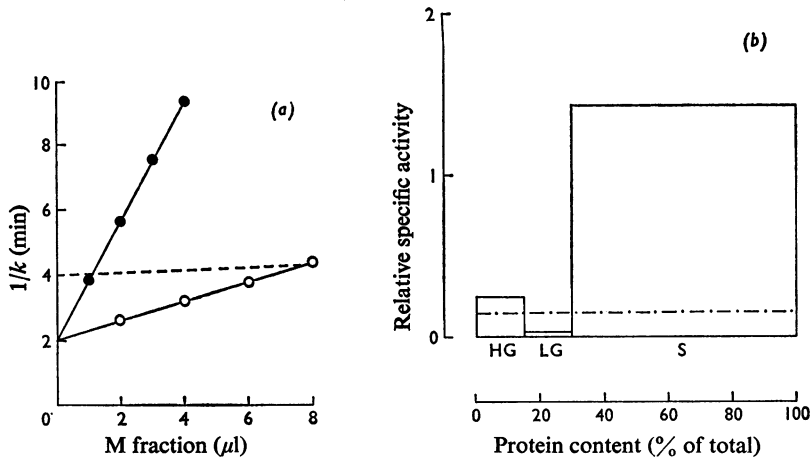 (a)
10
8
6
4
2
0
2
4
6
8
1/k (min)
M fraction (μl)
(b)
2
1
0
Relative specific activity
HG
LG
S
0
20
40
60
80
100
Protein content (% of total)